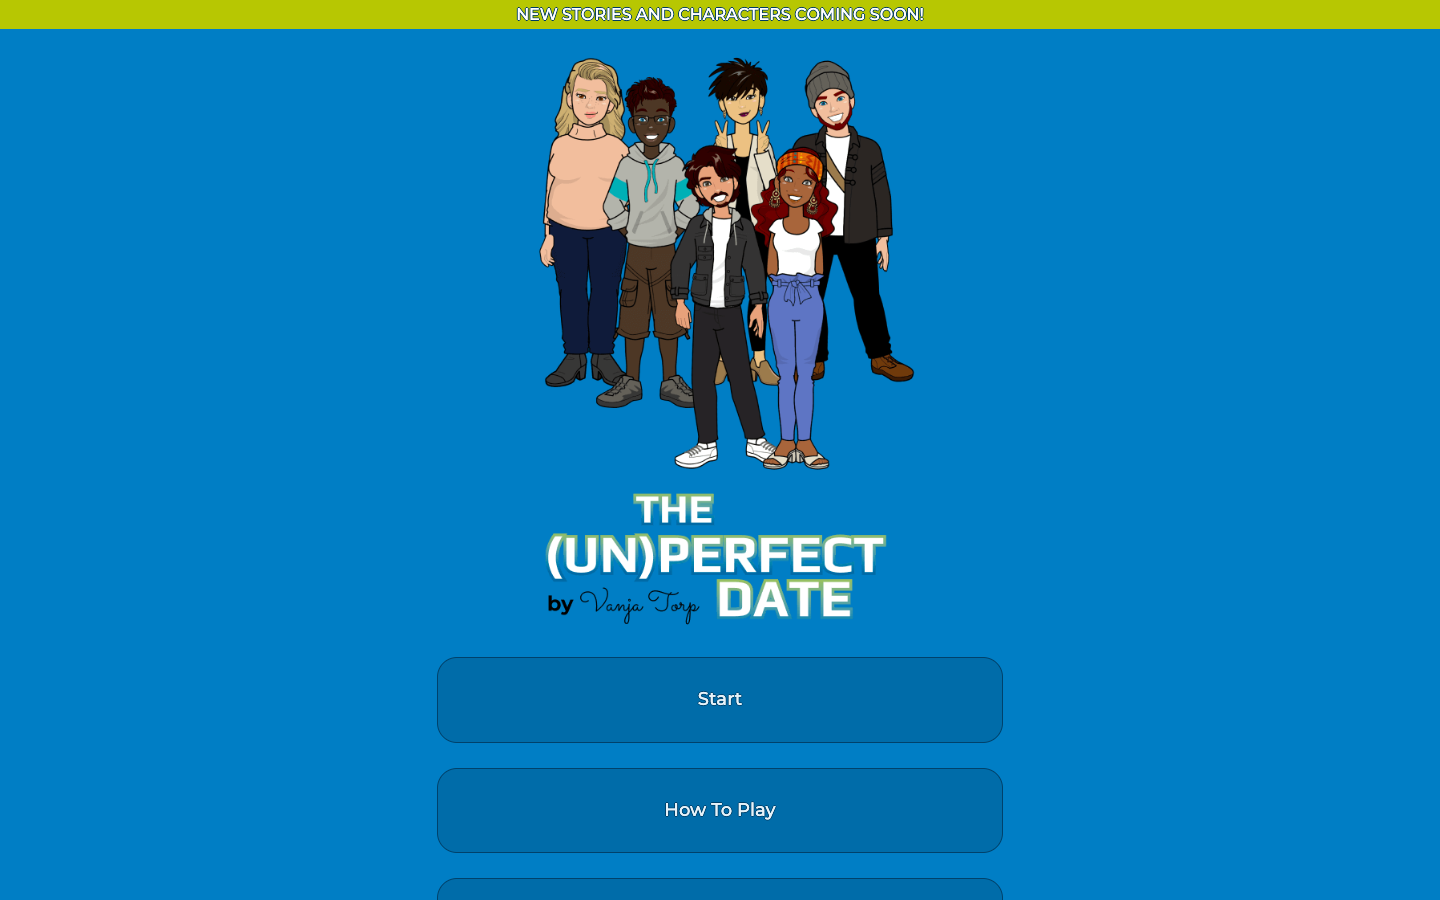 NEW STORIES AND CHARACTERS COMING SOON!
THE
(UN)PERFECT
DATE
by Vanja Torp
Start
How To Play